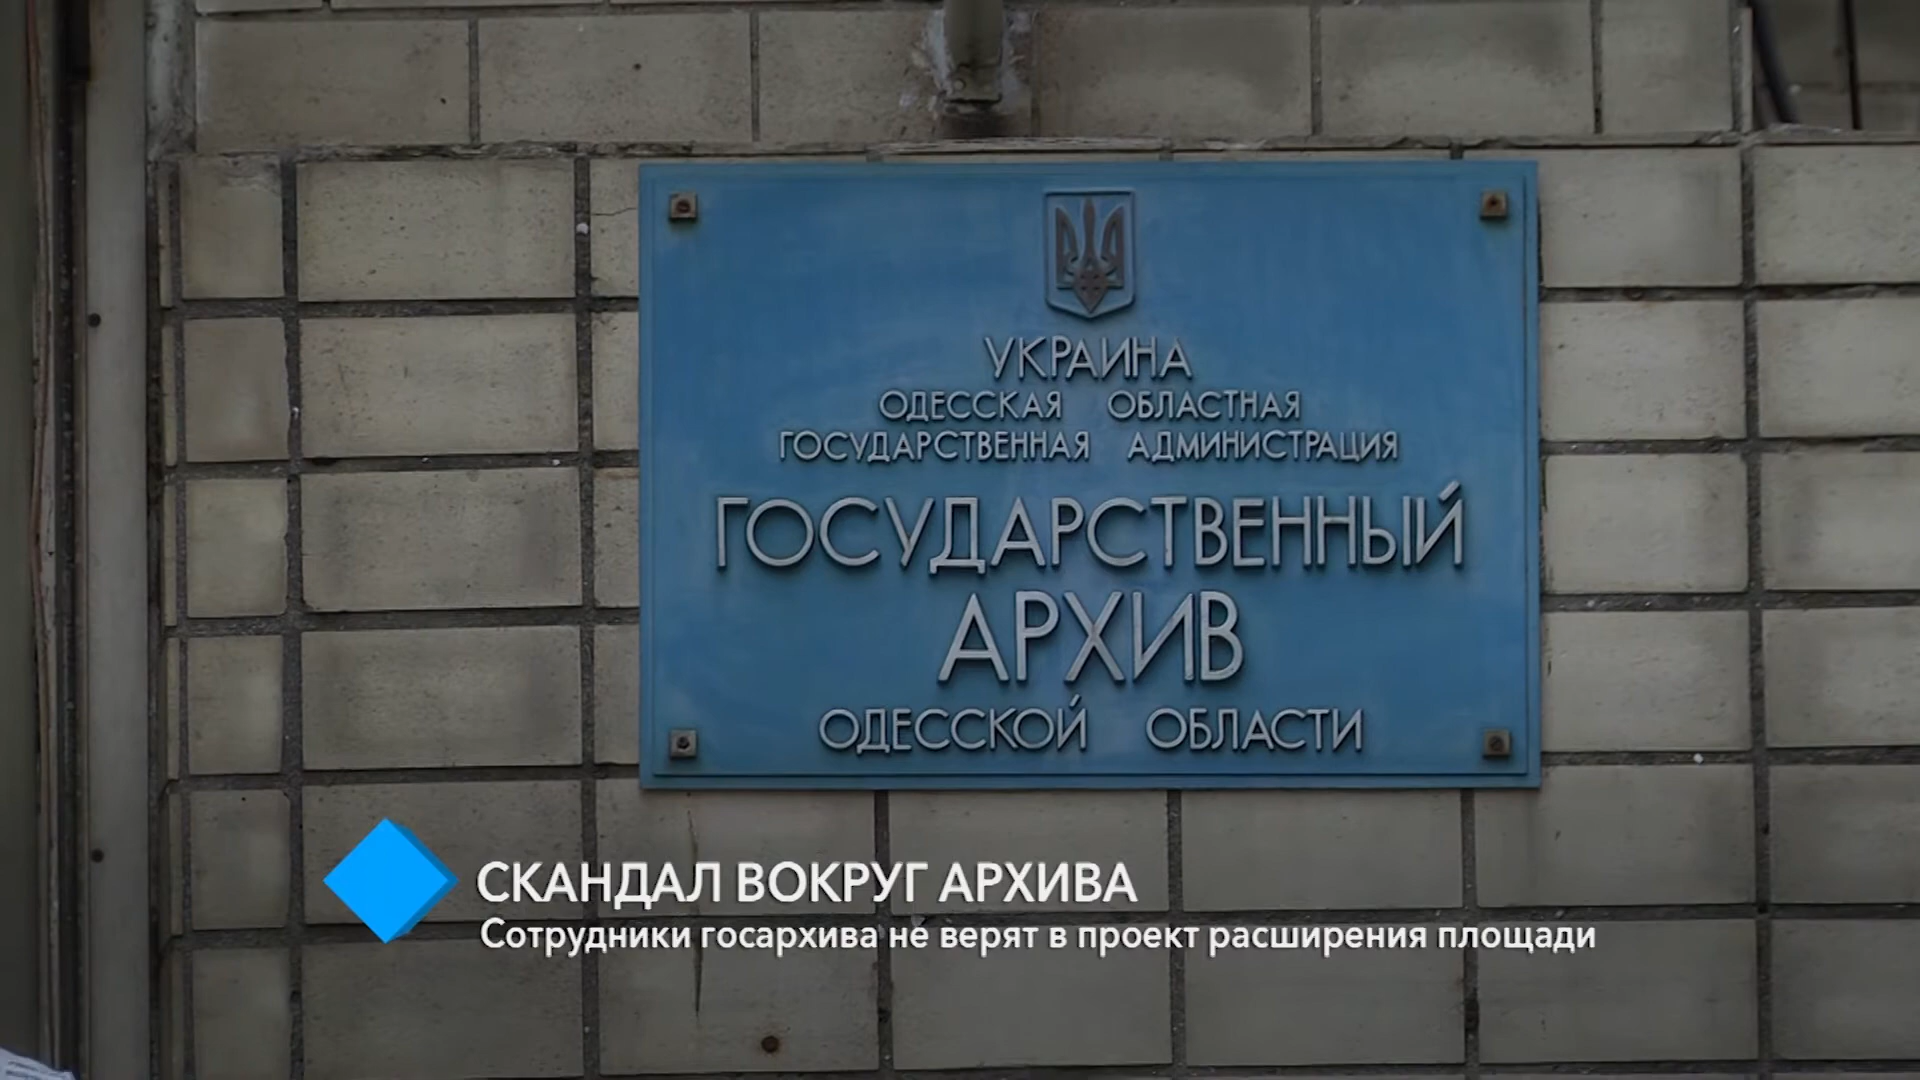 УКРАИНА
ОДЕССКАЯ ОБЛАСТНАЯ
ГОСУДАРСТВЕННАЯ АДМИНИСТРАЦИЯ
ГОСУДАРСТВЕННЫЙ
АРХИВ
ОДЕССКОЙ ОБЛАСТИ
СКАНДАЛ ВОКРУГ АРХИВА
Сотрудники госархива не верят в проект расширения площади